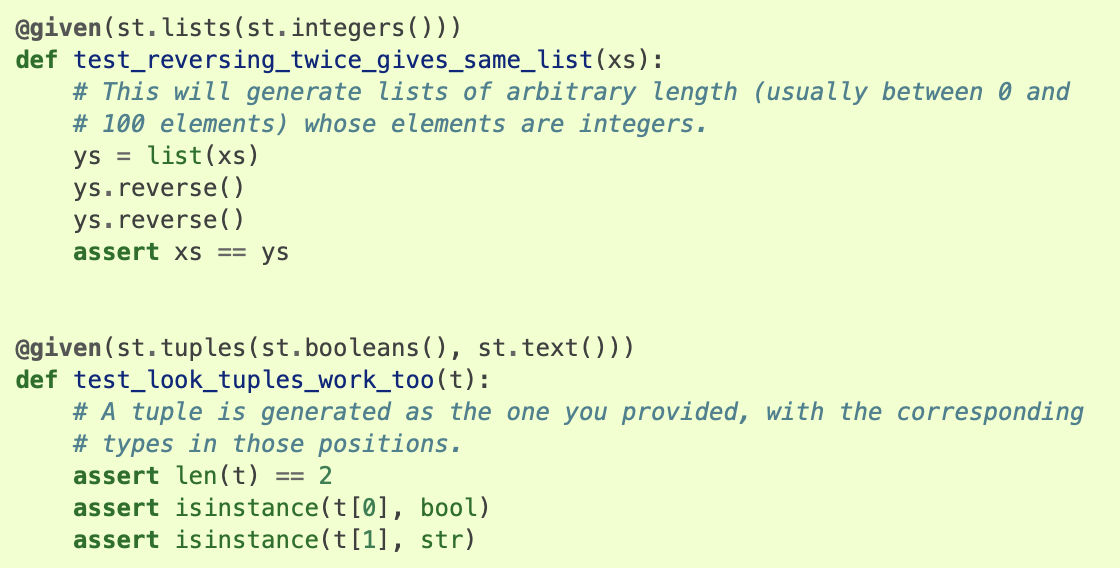 @given(st.lists(st.integers()))
def test_reversing_twice_gives_same_list(xs):
    # This will generate lists of arbitrary length (usually between 0 and
    # 100 elements) whose elements are integers.
    ys = list(xs)
    ys.reverse()
    ys.reverse()
    assert xs == ys


@given(st.tuples(st.booleans(), st.text()))
def test_look_tuples_work_too(t):
    # A tuple is generated as the one you provided, with the corresponding
    # types in those positions.
    assert len(t) == 2
    assert isinstance(t[0], bool)
    assert isinstance(t[1], str)